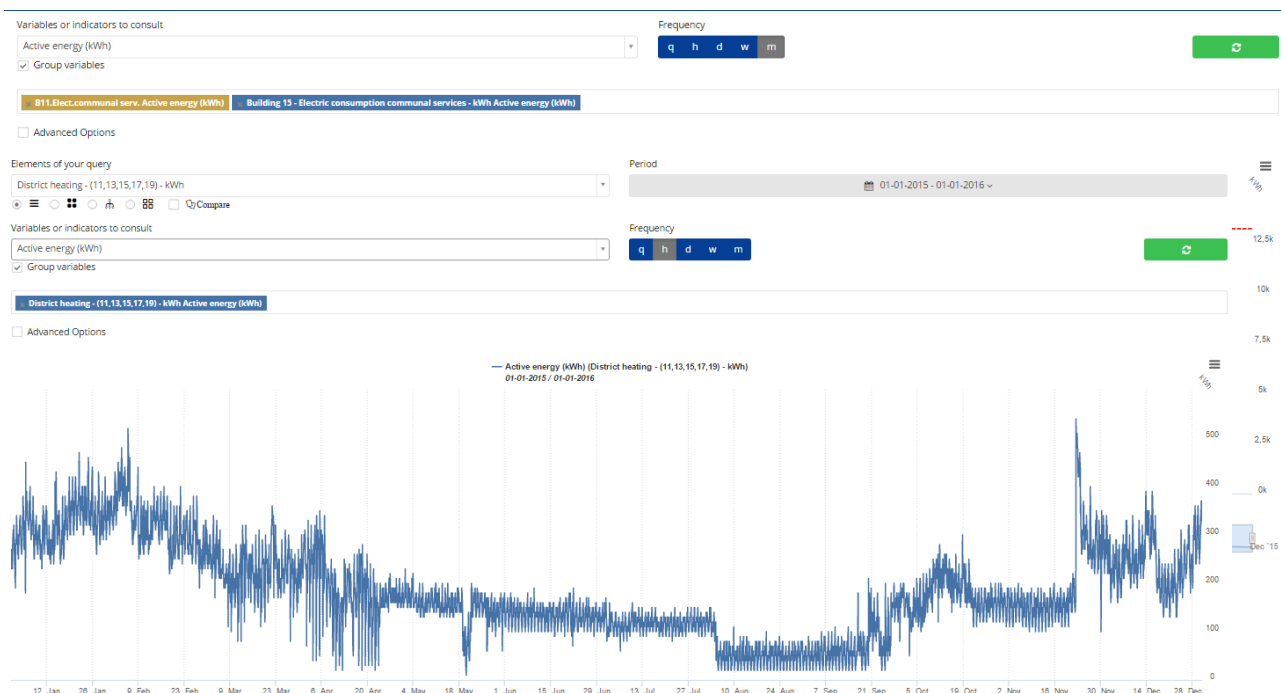 Variables or indicators to consult Frequency
Active energy (kWh) q h d w m
Group variables
× B11.Elect.communal serv. Active energy (kWh) × Building 15 - Electric consumption communal services - kWh Active energy (kWh)
Advanced Options
Elements of your query Period
District heating - (11,13,15,17,19) - kWh 01-01-2015 - 01-01-2016
kWh
Compare
Variables or indicators to consult Frequency
Active energy (kWh) q h d w m
12,5k
Group variables
10k
× District heating - (11,13,15,17,19) - kWh Active energy (kWh)
Advanced Options
7,5k
Active energy (kWh) (District heating - (11,13,15,17,19) - kWh)
01-01-2015 / 01-01-2016
kWh
5k
500
2,5k
400
0k
300
Dec '15
200
100
0
12. Jan 26. Jan 9. Feb 23. Feb 9. Mar 23. Mar 6. Apr 20. Apr 4. May 18. May 1. Jun 15. Jun 29. Jun 13. Jul 27. Jul 10. Aug 24. Aug 7. Sep 21. Sep 5. Oct 19. Oct 2. Nov 16. Nov 30. Nov 14. Dec 28. Dec